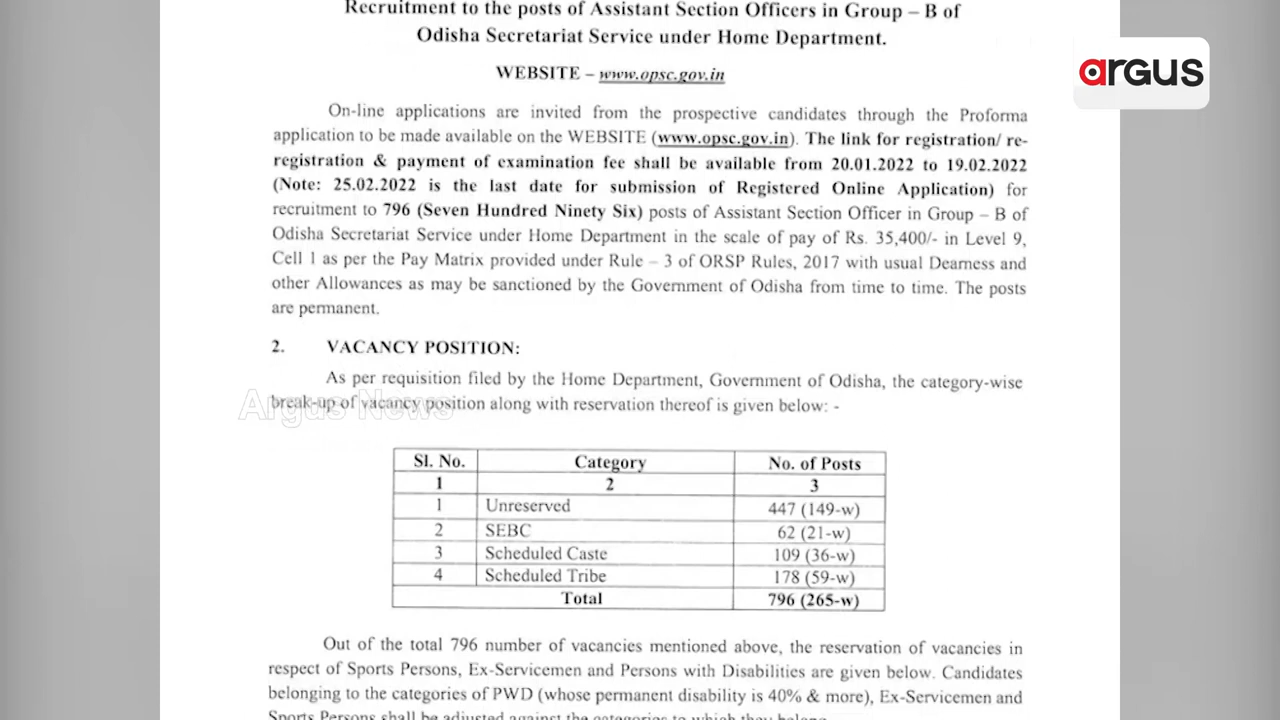 Recruitment to the posts of Assistant Section Officers in Group – B of
Odisha Secretariat Service under Home Department.
argus
WEBSITE – www.opsc.gov.in
On-line applications are invited from the prospective candidates through the Proforma
application to be made available on the WEBSITE (www.opsc.gov.in). The link for registration/ re-
registration & payment of examination fee shall be available from 20.01.2022 to 19.02.2022
(Note: 25.02.2022 is the last date for submission of Registered Online Application) for
recruitment to 796 (Seven Hundred Ninety Six) posts of Assistant Section Officer in Group – B of
Odisha Secretariat Service under Home Department in the scale of pay of Rs. 35,400/- in Level 9,
Cell 1 as per the Pay Matrix provided under Rule – 3 of ORSP Rules, 2017 with usual Dearness and
other Allowances as may be sanctioned by the Government of Odisha from time to time. The posts
are permanent.
2. VACANCY POSITION:
As per requisition filed by the Home Department, Government of Odisha, the category-wise
break-up of vacancy position along with reservation thereof is given below: -
Argus News
Sl. No. Category No. of Posts
1 2 3
1 Unreserved 447 (149-w)
2 SEBC 62 (21-w)
3 Scheduled Caste 109 (36-w)
4 Scheduled Tribe 178 (59-w)
Total 796 (265-w)
Out of the total 796 number of vacancies mentioned above, the reservation of vacancies in
respect of Sports Persons, Ex-Servicemen and Persons with Disabilities are given below. Candidates
belonging to the categories of PWD (whose permanent disability is 40% & more), Ex-Servicemen and
Sports Persons shall be adjusted against the categories to which they belong.